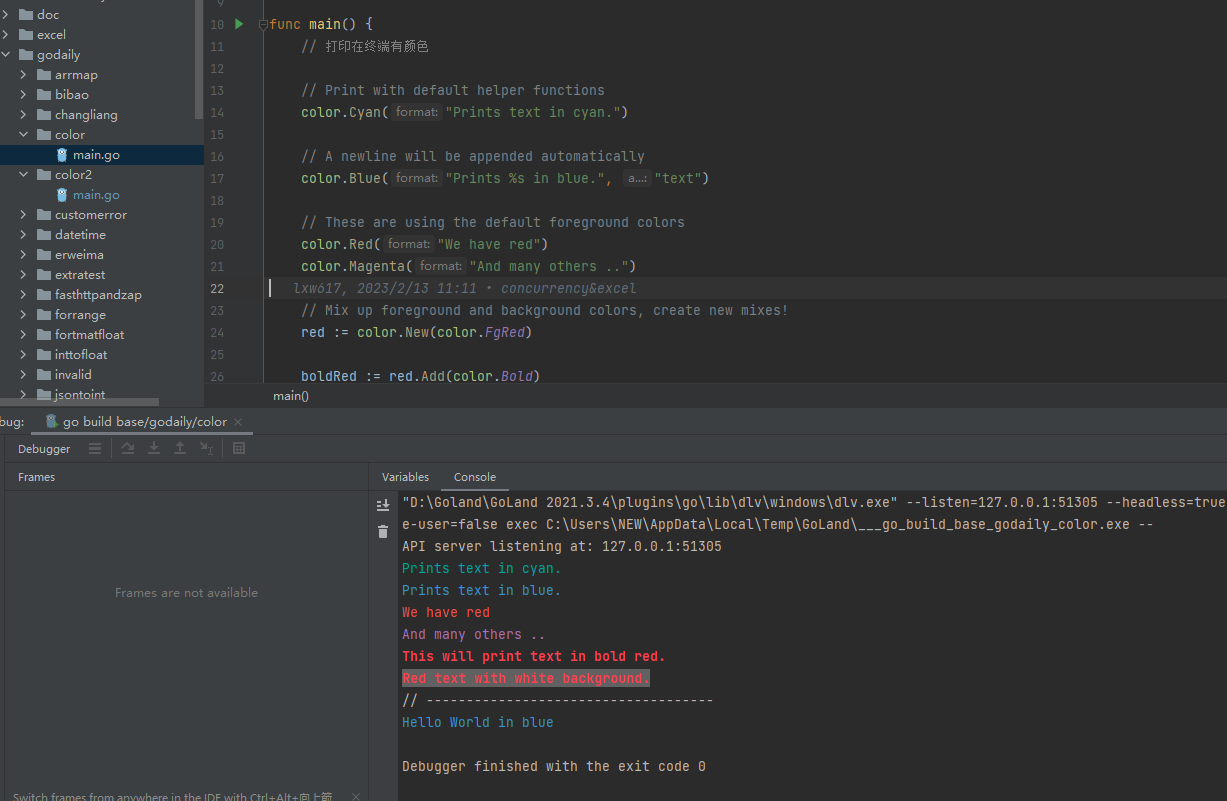 doc
excel
godaily
arrmap
bibao
changliang
color
main.go
color2
main.go
customerror
datetime
erweima
extratest
fasthttpandzap
forrange
fortmatfloat
inttofloat
invalid
jsontoint
9
10 func main() {
11 // 打印在终端有颜色
12
13 // Print with default helper functions
14 color.Cyan( format: "Prints text in cyan.")
15
16 // A newline will be appended automatically
17 color.Blue( format: "Prints %s in blue.", a...: "text")
18
19 // These are using the default foreground colors
20 color.Red( format: "We have red")
21 color.Magenta( format: "And many others ..")
22 lxw617, 2023/2/13 11:11 • concurrency&excel
23 // Mix up foreground and background colors, create new mixes!
24 red := color.New(color.FgRed)
25
26 boldRed := red.Add(color.Bold)
main()
bug: go build base/godaily/color ×
Debugger
Frames
Variables Console
Frames are not available
"D:\Goland\GoLand 2021.3.4\plugins\go\lib\dlv\windows\dlv.exe" --listen=127.0.0.1:51305 --headless=true
e-user=false exec C:\Users\NEW\AppData\Local\Temp\GoLand\___go_build_base_godaily_color.exe --
API server listening at: 127.0.0.1:51305
Prints text in cyan.
Prints text in blue.
We have red
And many others ..
This will print text in bold red.
Red text with white background.
// ------------------------------------
Hello World in blue
Debugger finished with the exit code 0
Switch frames from anywhere in the IDE with Ctrl+Alt+向上箭 ×